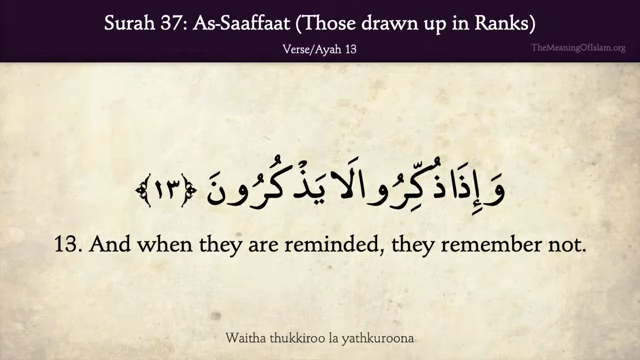 Surah 37: As-Saaffaat (Those drawn up in Ranks)
Verse/Ayah 13
TheMeaningOfIslam.org
وَإِذَا ذُكِّرُوا لَا يَذْكُرُونَ ﴿١٣﴾
13. And when they are reminded, they remember not.
Waitha thukkiroo la yathkuroona